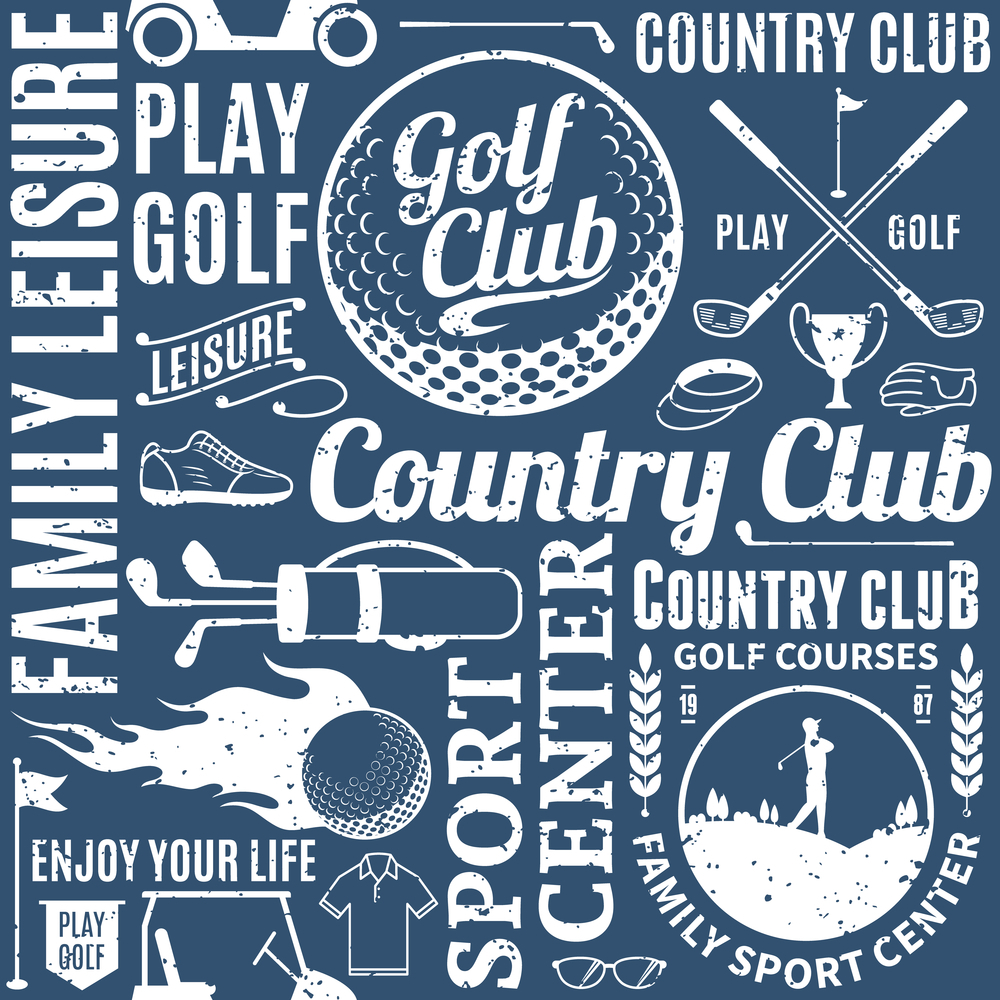 FAMILY LEISURE
PLAY
GOLF
Golf
Club
COUNTRY CLUB
PLAY GOLF
LEISURE
Country Club
SPORT
CENTER
COUNTRY CLUB
GOLF COURSES
19 87
FAMILY SPORT CENTER
ENJOY YOUR LIFE
PLAY
GOLF